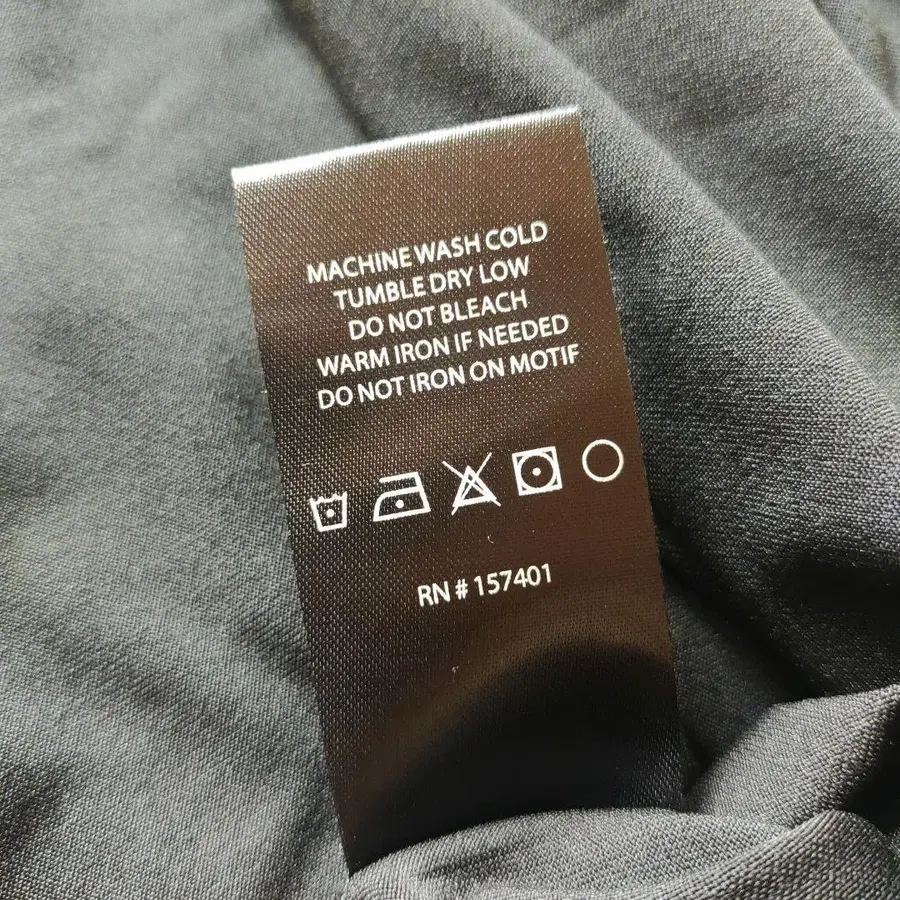 MACHINE WASH COLD
TUMBLE DRY LOW
DO NOT BLEACH
WARM IRON IF NEEDED
DO NOT IRON ON MOTIF
RN # 157401